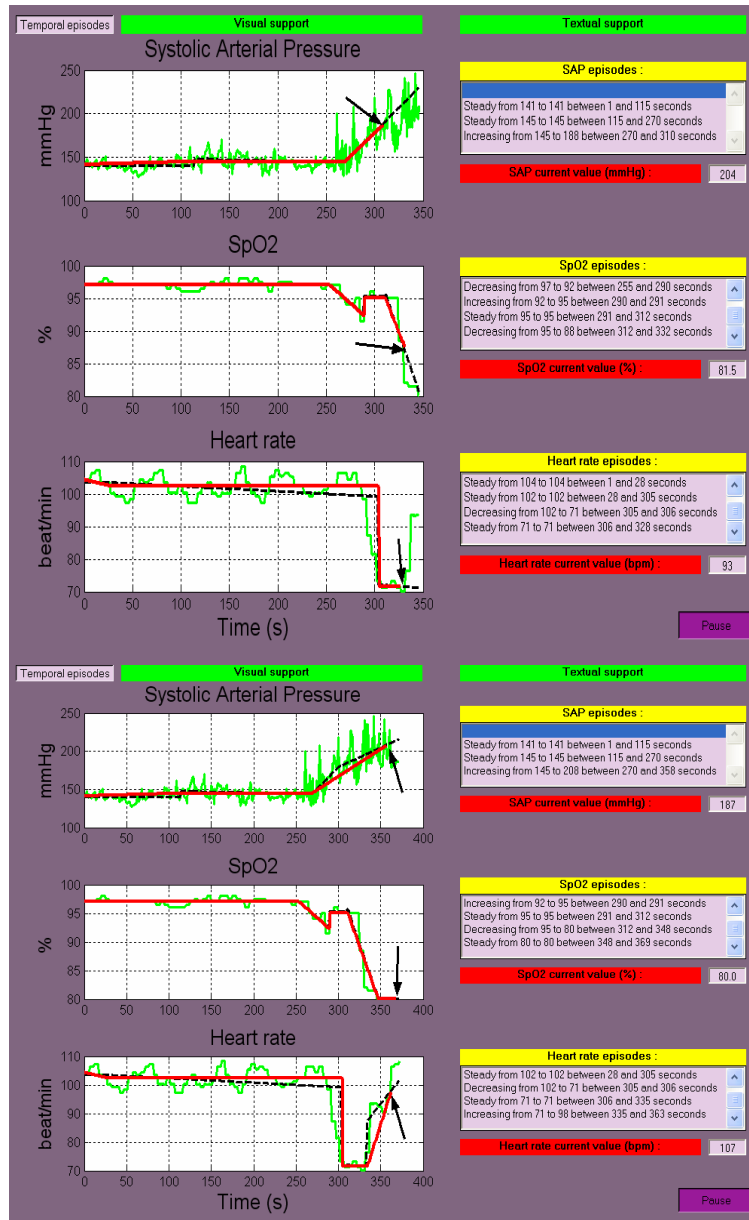 Temporal episodes
Visual support
Textual support
Systolic Arterial Pressure
250
200
150
100
mmHg
0 50 100 150 200 250 300 350
SAP episodes :
Steady from 141 to 141 between 1 and 115 seconds
Steady from 145 to 145 between 115 and 270 seconds
Increasing from 145 to 188 between 270 and 310 seconds
SAP current value (mmHg) :
204
SpO2
100
95
90
85
80
%
0 50 100 150 200 250 300 350
SpO2 episodes :
Decreasing from 97 to 92 between 255 and 290 seconds
Increasing from 92 to 95 between 290 and 291 seconds
Steady from 95 to 95 between 291 and 312 seconds
Decreasing from 95 to 88 between 312 and 332 seconds
SpO2 current value (%) :
81.5
Heart rate
110
100
90
80
70
beat/min
0 50 100 150 200 250 300 350
Time (s)
Heart rate episodes :
Steady from 104 to 104 between 1 and 28 seconds
Steady from 102 to 102 between 28 and 305 seconds
Decreasing from 102 to 71 between 305 and 306 seconds
Steady from 71 to 71 between 306 and 328 seconds
Heart rate current value (bpm) :
93
Pause
Temporal episodes
Visual support
Textual support
Systolic Arterial Pressure
250
200
150
100
mmHg
0 50 100 150 200 250 300 350 400
SAP episodes :
Steady from 141 to 141 between 1 and 115 seconds
Steady from 145 to 145 between 115 and 270 seconds
Increasing from 145 to 208 between 270 and 358 seconds
SAP current value (mmHg) :
187
SpO2
100
95
90
85
80
%
0 50 100 150 200 250 300 350 400
SpO2 episodes :
Increasing from 92 to 95 between 290 and 291 seconds
Steady from 95 to 95 between 291 and 312 seconds
Decreasing from 95 to 80 between 312 and 348 seconds
Steady from 80 to 80 between 348 and 369 seconds
SpO2 current value (%) :
80.0
Heart rate
110
100
90
80
70
beat/min
0 50 100 150 200 250 300 350 400
Time (s)
Heart rate episodes :
Steady from 102 to 102 between 28 and 305 seconds
Decreasing from 102 to 71 between 305 and 306 seconds
Steady from 71 to 71 between 306 and 335 seconds
Increasing from 71 to 98 between 335 and 363 seconds
Heart rate current value (bpm) :
107
Pause